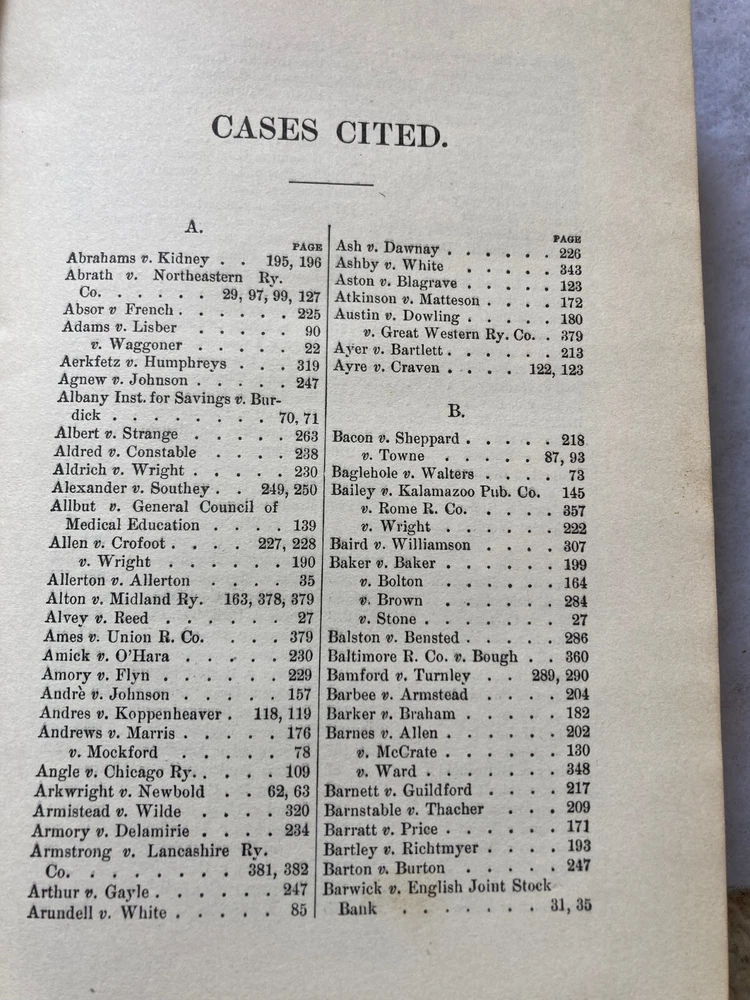 CASES CITED.
A.
PAGE
Abrahams v. Kidney . . 195, 196
Abrath v. Northeastern Ry.
Co. . . . . . 29, 97, 99, 127
Absor v French . . . . . . 225
Adams v. Lisber . . . . . 90
v. Waggoner . . . . . 22
Aerkfetz v. Humphreys . . . 319
Agnew v. Johnson . . . . . 247
Albany Inst. for Savings v. Bur-
dick . . . . . . . . 70, 71
Albert v. Strange . . . . . 263
Aldred v. Constable . . . . 238
Aldrich v. Wright . . . . . 230
Alexander v. Southey . . 249, 250
Allbut v. General Council of
Medical Education . . . . 139
Allen v. Crofoot . . . . 227, 228
v. Wright . . . . . . 190
Allerton v. Allerton . . . . 35
Alton v. Midland Ry. 163, 378, 379
Alvey v. Reed . . . . . . 27
Ames v. Union R. Co. . . . 379
Amick v. O'Hara . . . . . 230
Amory v. Flyn . . . . . . 229
Andrè v. Johnson . . . . . 157
Andres v. Koppenheaver . 118, 119
Andrews v. Marris . . . . . 176
v. Mockford . . . . . 78
Angle v. Chicago Ry. . . . . 109
Arkwright v. Newbold . . 62, 63
Armistead v. Wilde . . . . 320
Armory v. Delamirie . . . . 234
Armstrong v. Lancashire Ry.
Co. . . . . . . . 381, 382
Arthur v. Gayle . . . . . . 247
Arundell v. White . . . . . 85
PAGE
Ash v. Dawnay . . . . . . 226
Ashby v. White . . . . . 343
Aston v. Blagrave . . . . . 123
Atkinson v. Matteson . . . . 172
Austin v. Dowling . . . . . 180
v. Great Western Ry. Co. . 379
Ayer v. Bartlett . . . . . . 213
Ayre v. Craven . . . . 122, 123
B.
Bacon v. Sheppard . . . . . 218
v. Towne . . . . . 87, 93
Baglehole v. Walters . . . . 73
Bailey v. Kalamazoo Pub. Co. 145
v. Rome R. Co. . . . . 357
v. Wright . . . . . . 222
Baird v. Williamson . . . . 307
Baker v. Baker . . . . . . 199
v. Bolton . . . . . . 164
v. Brown . . . . . . 284
v. Stone . . . . . . . 27
Balston v. Bensted . . . . . 286
Baltimore R. Co. v. Bough . . 360
Bamford v. Turnley . . 289, 290
Barbee v. Armstead . . . . 204
Barker v. Braham . . . . . 182
Barnes v. Allen . . . . . . 202
v. McCrate . . . . . . 130
v. Ward . . . . . . . 348
Barnett v. Guildford . . . . 217
Barnstable v. Thacher . . . 209
Barratt v. Price . . . . . . 171
Bartley v. Richtmyer . . . . 193
Barton v. Burton . . . . . 247
Barwick v. English Joint Stock
Bank . . . . . . . 31, 35